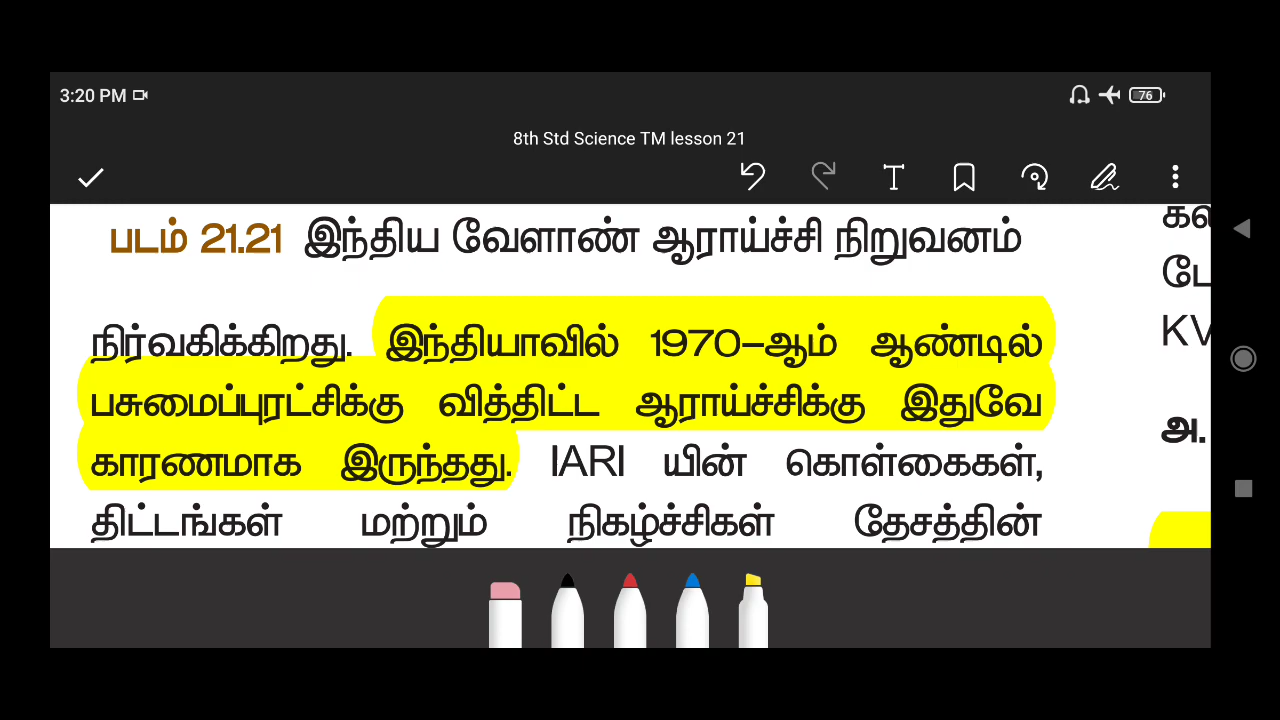 3:20 PM
76
8th Std Science TM lesson 21
படம் 21.21 இந்திய வேளாண் ஆராய்ச்சி நிறுவனம்
நிர்வகிக்கிறது. இந்தியாவில் 1970-ஆம் ஆண்டில்
பசுமைப்புரட்சிக்கு வித்திட்ட ஆராய்ச்சிக்கு இதுவே
காரணமாக இருந்தது. IARI யின் கொள்கைகள்,
திட்டங்கள் மற்றும் நிகழ்ச்சிகள் தேசத்தின்
KV
அ.